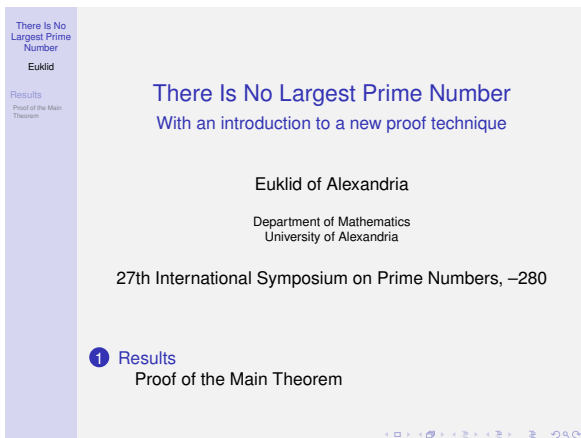 There Is No
Largest Prime
Number
Euklid
Results
Proof of the Main
Theorem
There Is No Largest Prime Number
With an introduction to a new proof technique
Euklid of Alexandria
Department of Mathematics
University of Alexandria
27th International Symposium on Prime Numbers, –280
1 Results
Proof of the Main Theorem